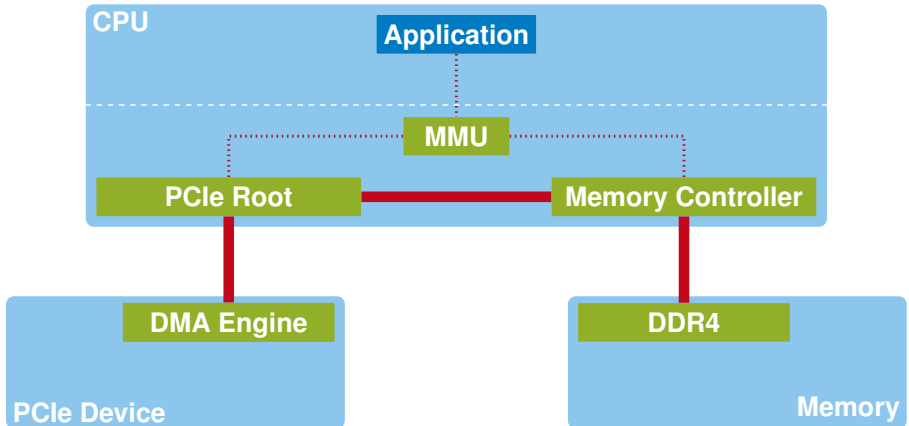 CPU
Application
MMU
PCIe Root
Memory Controller
DMA Engine
DDR4
PCIe Device
Memory